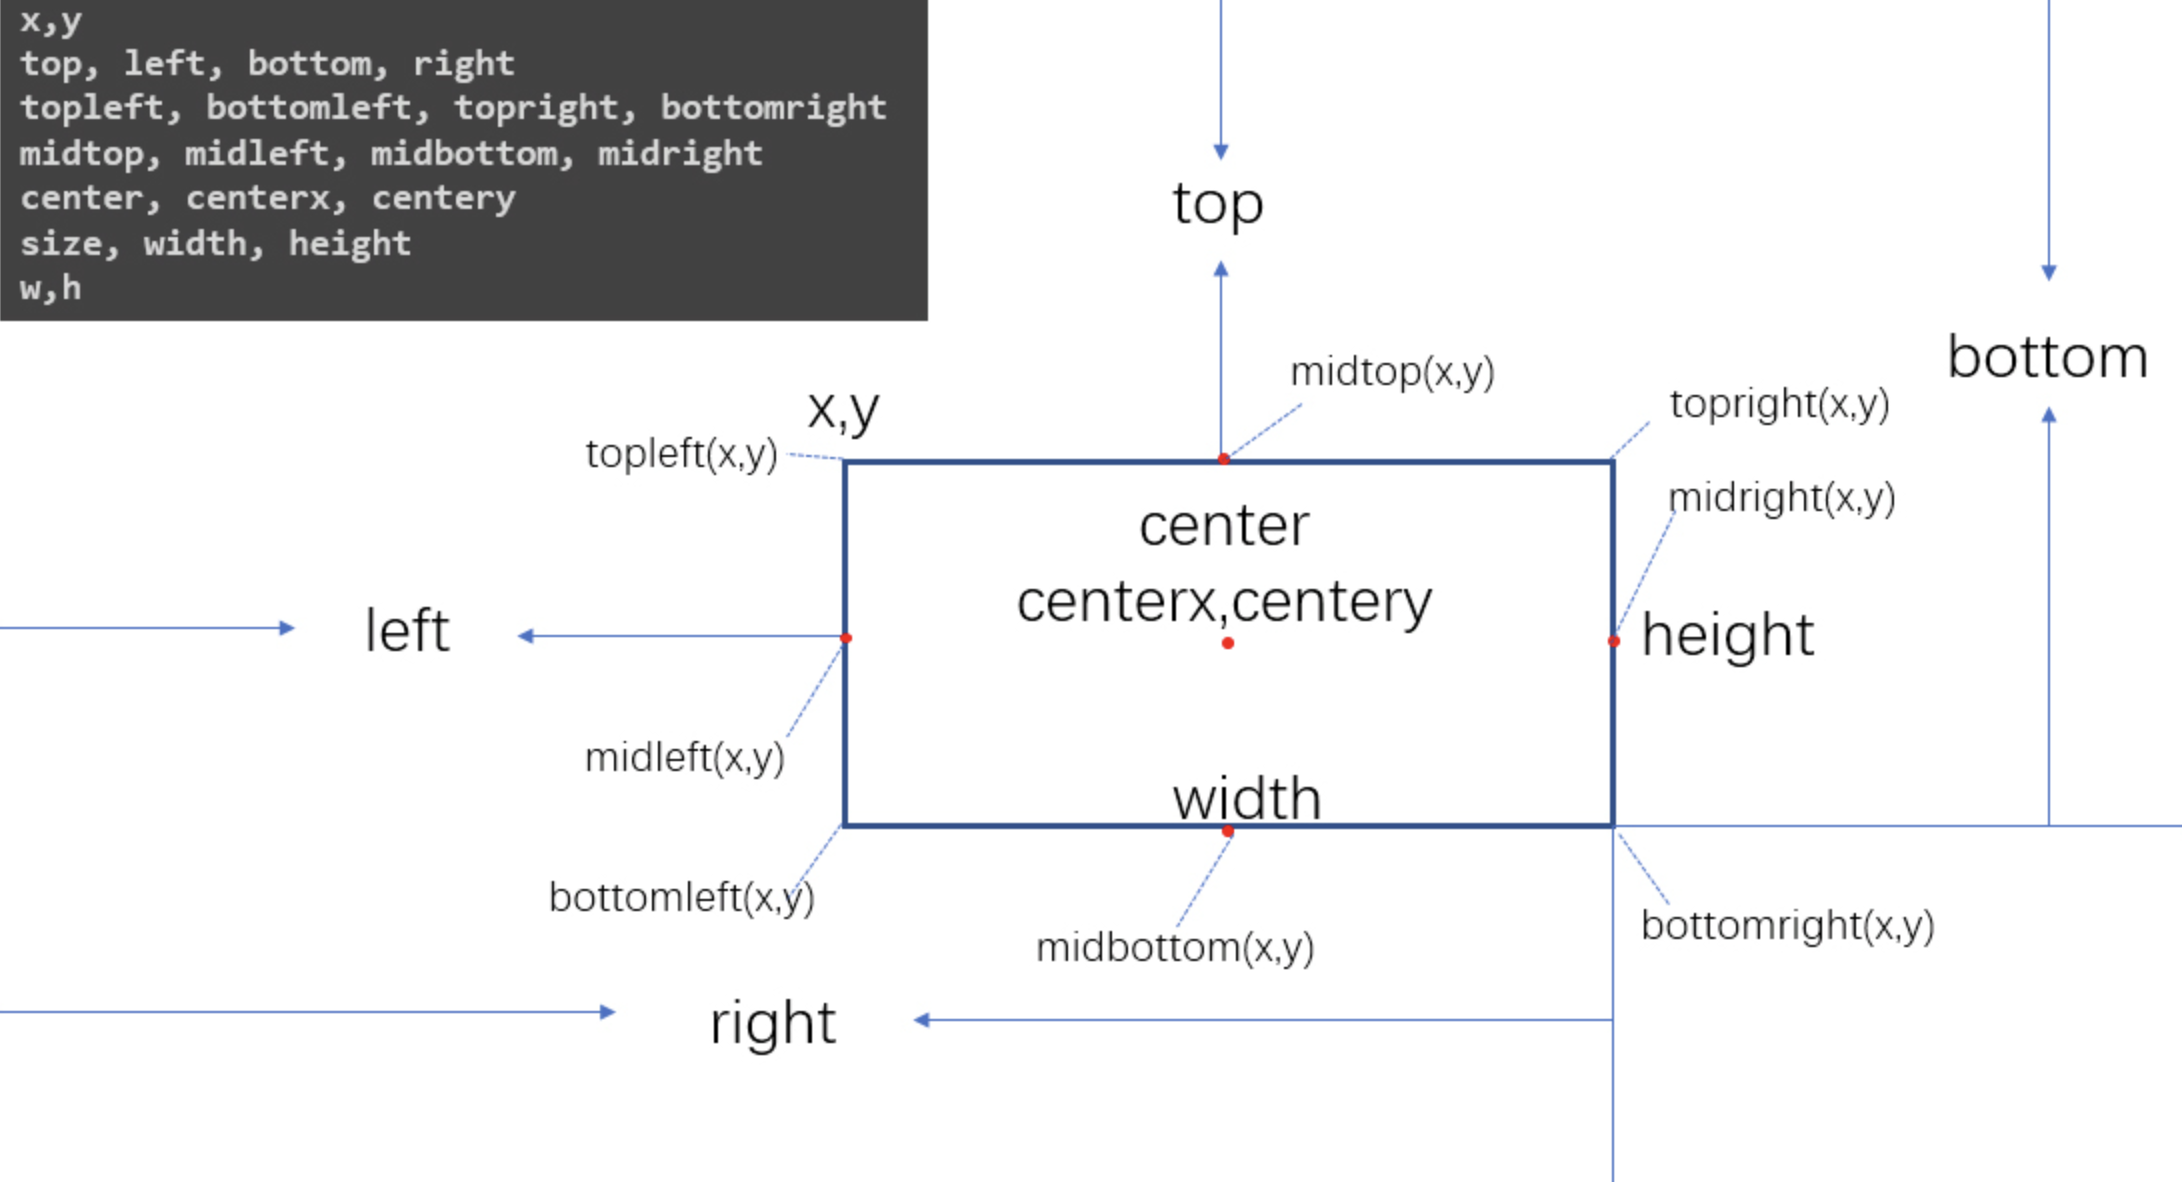 x,y
top, left, bottom, right
topleft, bottomleft, topright, bottomright
midtop, midleft, midbottom, midright
center, centerx, centery
size, width, height
w,h
top
bottom
midtop(x,y)
topright(x,y)
x,y
topleft(x,y)
midright(x,y)
center
centerx,centery
left
height
midleft(x,y)
width
bottomleft(x,y)
midbottom(x,y)
bottomright(x,y)
right